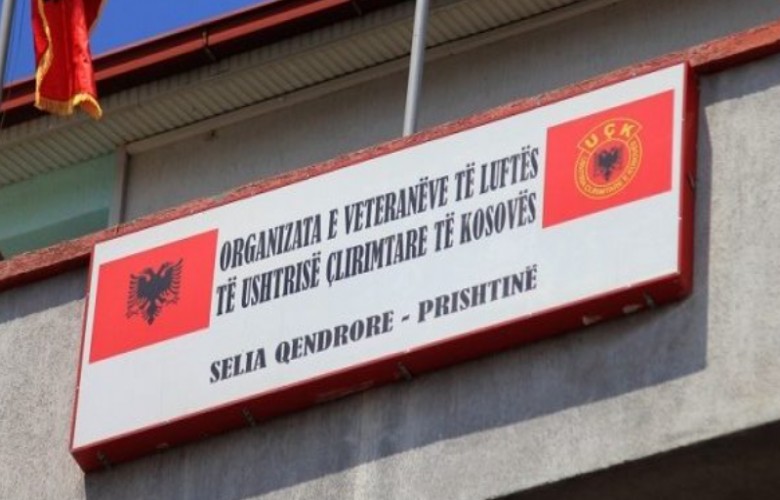 ORGANIZATA E VETERANËVE TË LUFTËS
TË USHTRISË ÇLIRIMTARE TË KOSOVËS
SELIA QENDRORE - PRISHTINË
UÇK